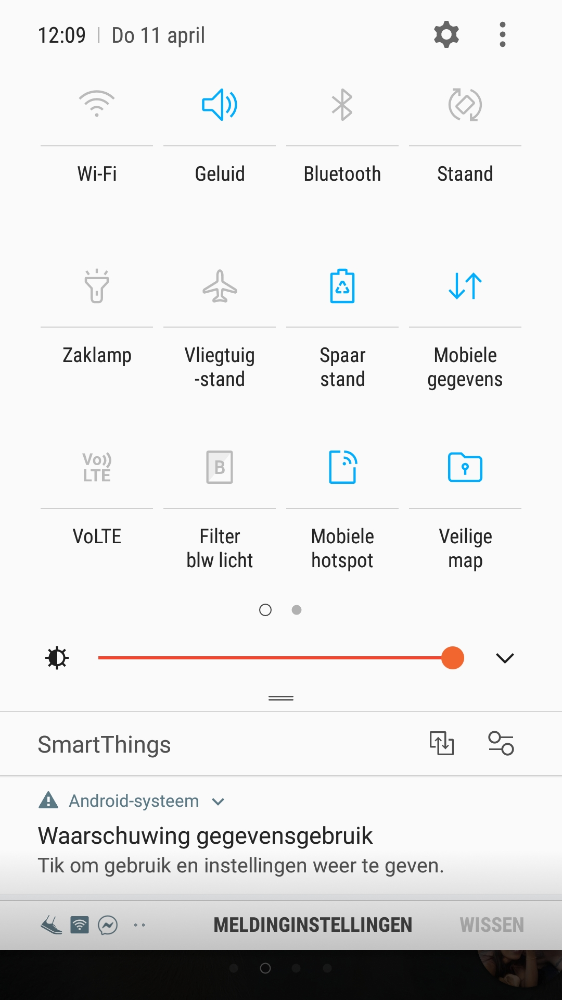 12:09 | Do 11 april
Wi-Fi
Geluid
Bluetooth
Staand
Zaklamp
Vliegtuig
-stand
Spaar
stand
Mobiele
gegevens
Vo))
LTE
B
VoLTE
Filter
blw licht
Mobiele
hotspot
Veilige
map
SmartThings
Android-systeem
Waarschuwing gegevensgebruik
Tik om gebruik en instellingen weer te geven.
MELDINGINSTELLINGEN
WISSEN